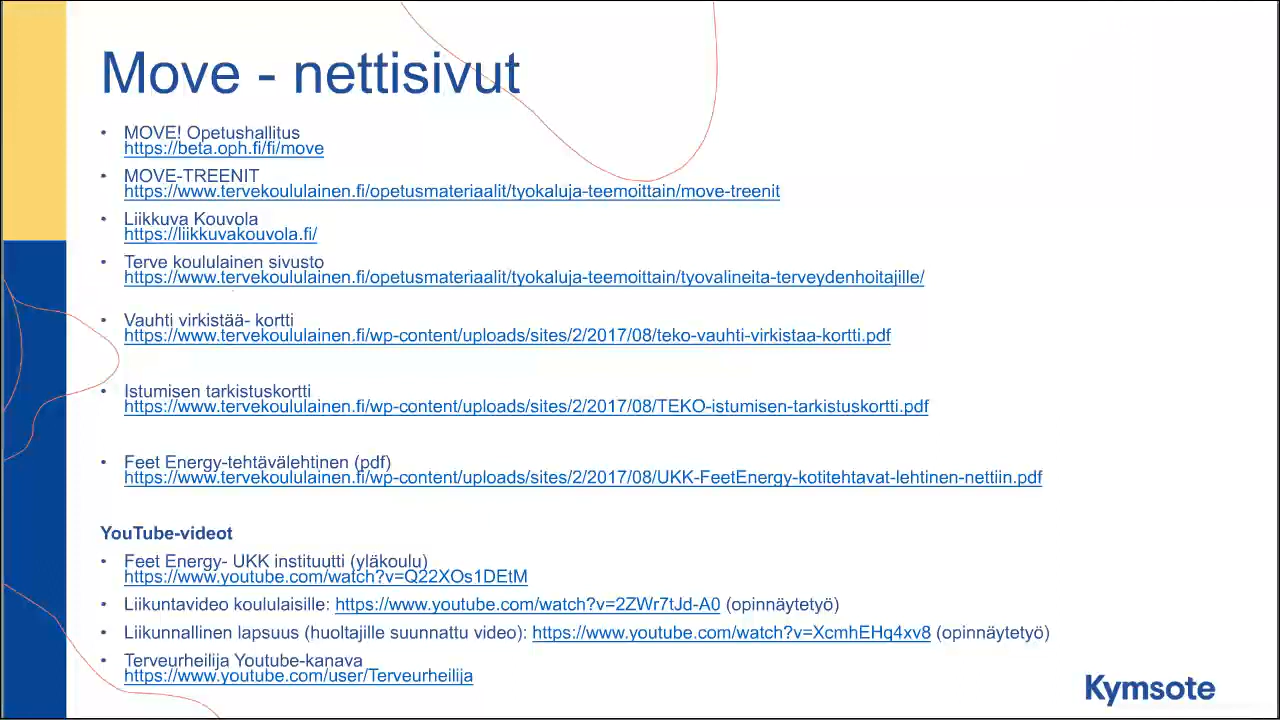 Move - nettisivut
• MOVE! Opetushallitus
https://beta.oph.fi/fi/move
• MOVE-TREENIT
https://www.tervekoululainen.fi/opetusmateriaalit/tyokaluja-teemoittain/move-treenit
• Liikkuva Kouvola
https://liikkuvakouvola.fi/
• Terve koululainen sivusto
https://www.tervekoululainen.fi/opetusmateriaalit/tyokaluja-teemoittain/tyovalineita-terveydenhoitajille/
• Vauhti virkistää- kortti
https://www.tervekoululainen.fi/wp-content/uploads/sites/2/2017/08/teko-vauhti-virkistaa-kortti.pdf
• Istumisen tarkistuskortti
https://www.tervekoululainen.fi/wp-content/uploads/sites/2/2017/08/TEKO-istumisen-tarkistuskortti.pdf
• Feet Energy-tehtävälehtinen (pdf)
https://www.tervekoululainen.fi/wp-content/uploads/sites/2/2017/08/UKK-FeetEnergy-kotitehtavat-lehtinen-nettiin.pdf
YouTube-videot
• Feet Energy- UKK instituutti (yläkoulu)
https://www.youtube.com/watch?v=Q22XOs1DEtM
• Liikuntavideo koululaisille: https://www.youtube.com/watch?v=2ZWr7tJd-A0 (opinnäytetyö)
• Liikunnallinen lapsuus (huoltajille suunnattu video): https://www.youtube.com/watch?v=XcmhEHq4xv8 (opinnäytetyö)
• Terveurheilija Youtube-kanava
https://www.youtube.com/user/Terveurheilija
Kymsote